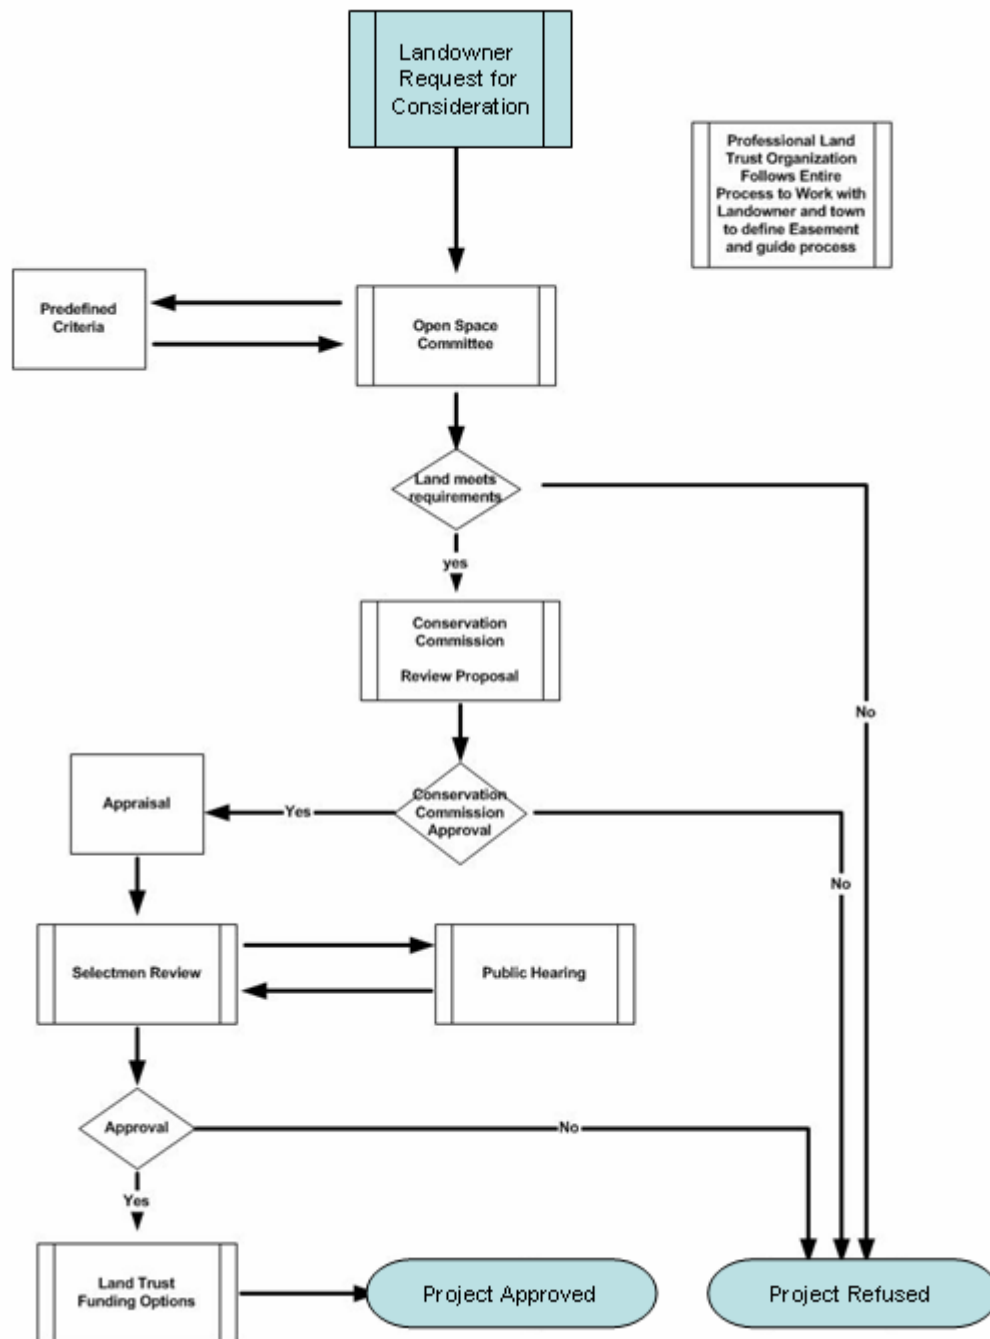 Landowner
Request for
Consideration
Professional Land
Trust Organization
Follows Entire
Process to Work with
Landowner and town
to define Easement
and guide process
Predefined
Criteria
Open Space
Committee
Land meets
requirements
yes
Conservation
Commission
Review Proposal
No
Appraisal
Yes
Conservation
Commission
Approval
No
Selectmen Review
Public Hearing
Approval
No
Yes
Land Trust
Funding Options
Project Approved
Project Refused